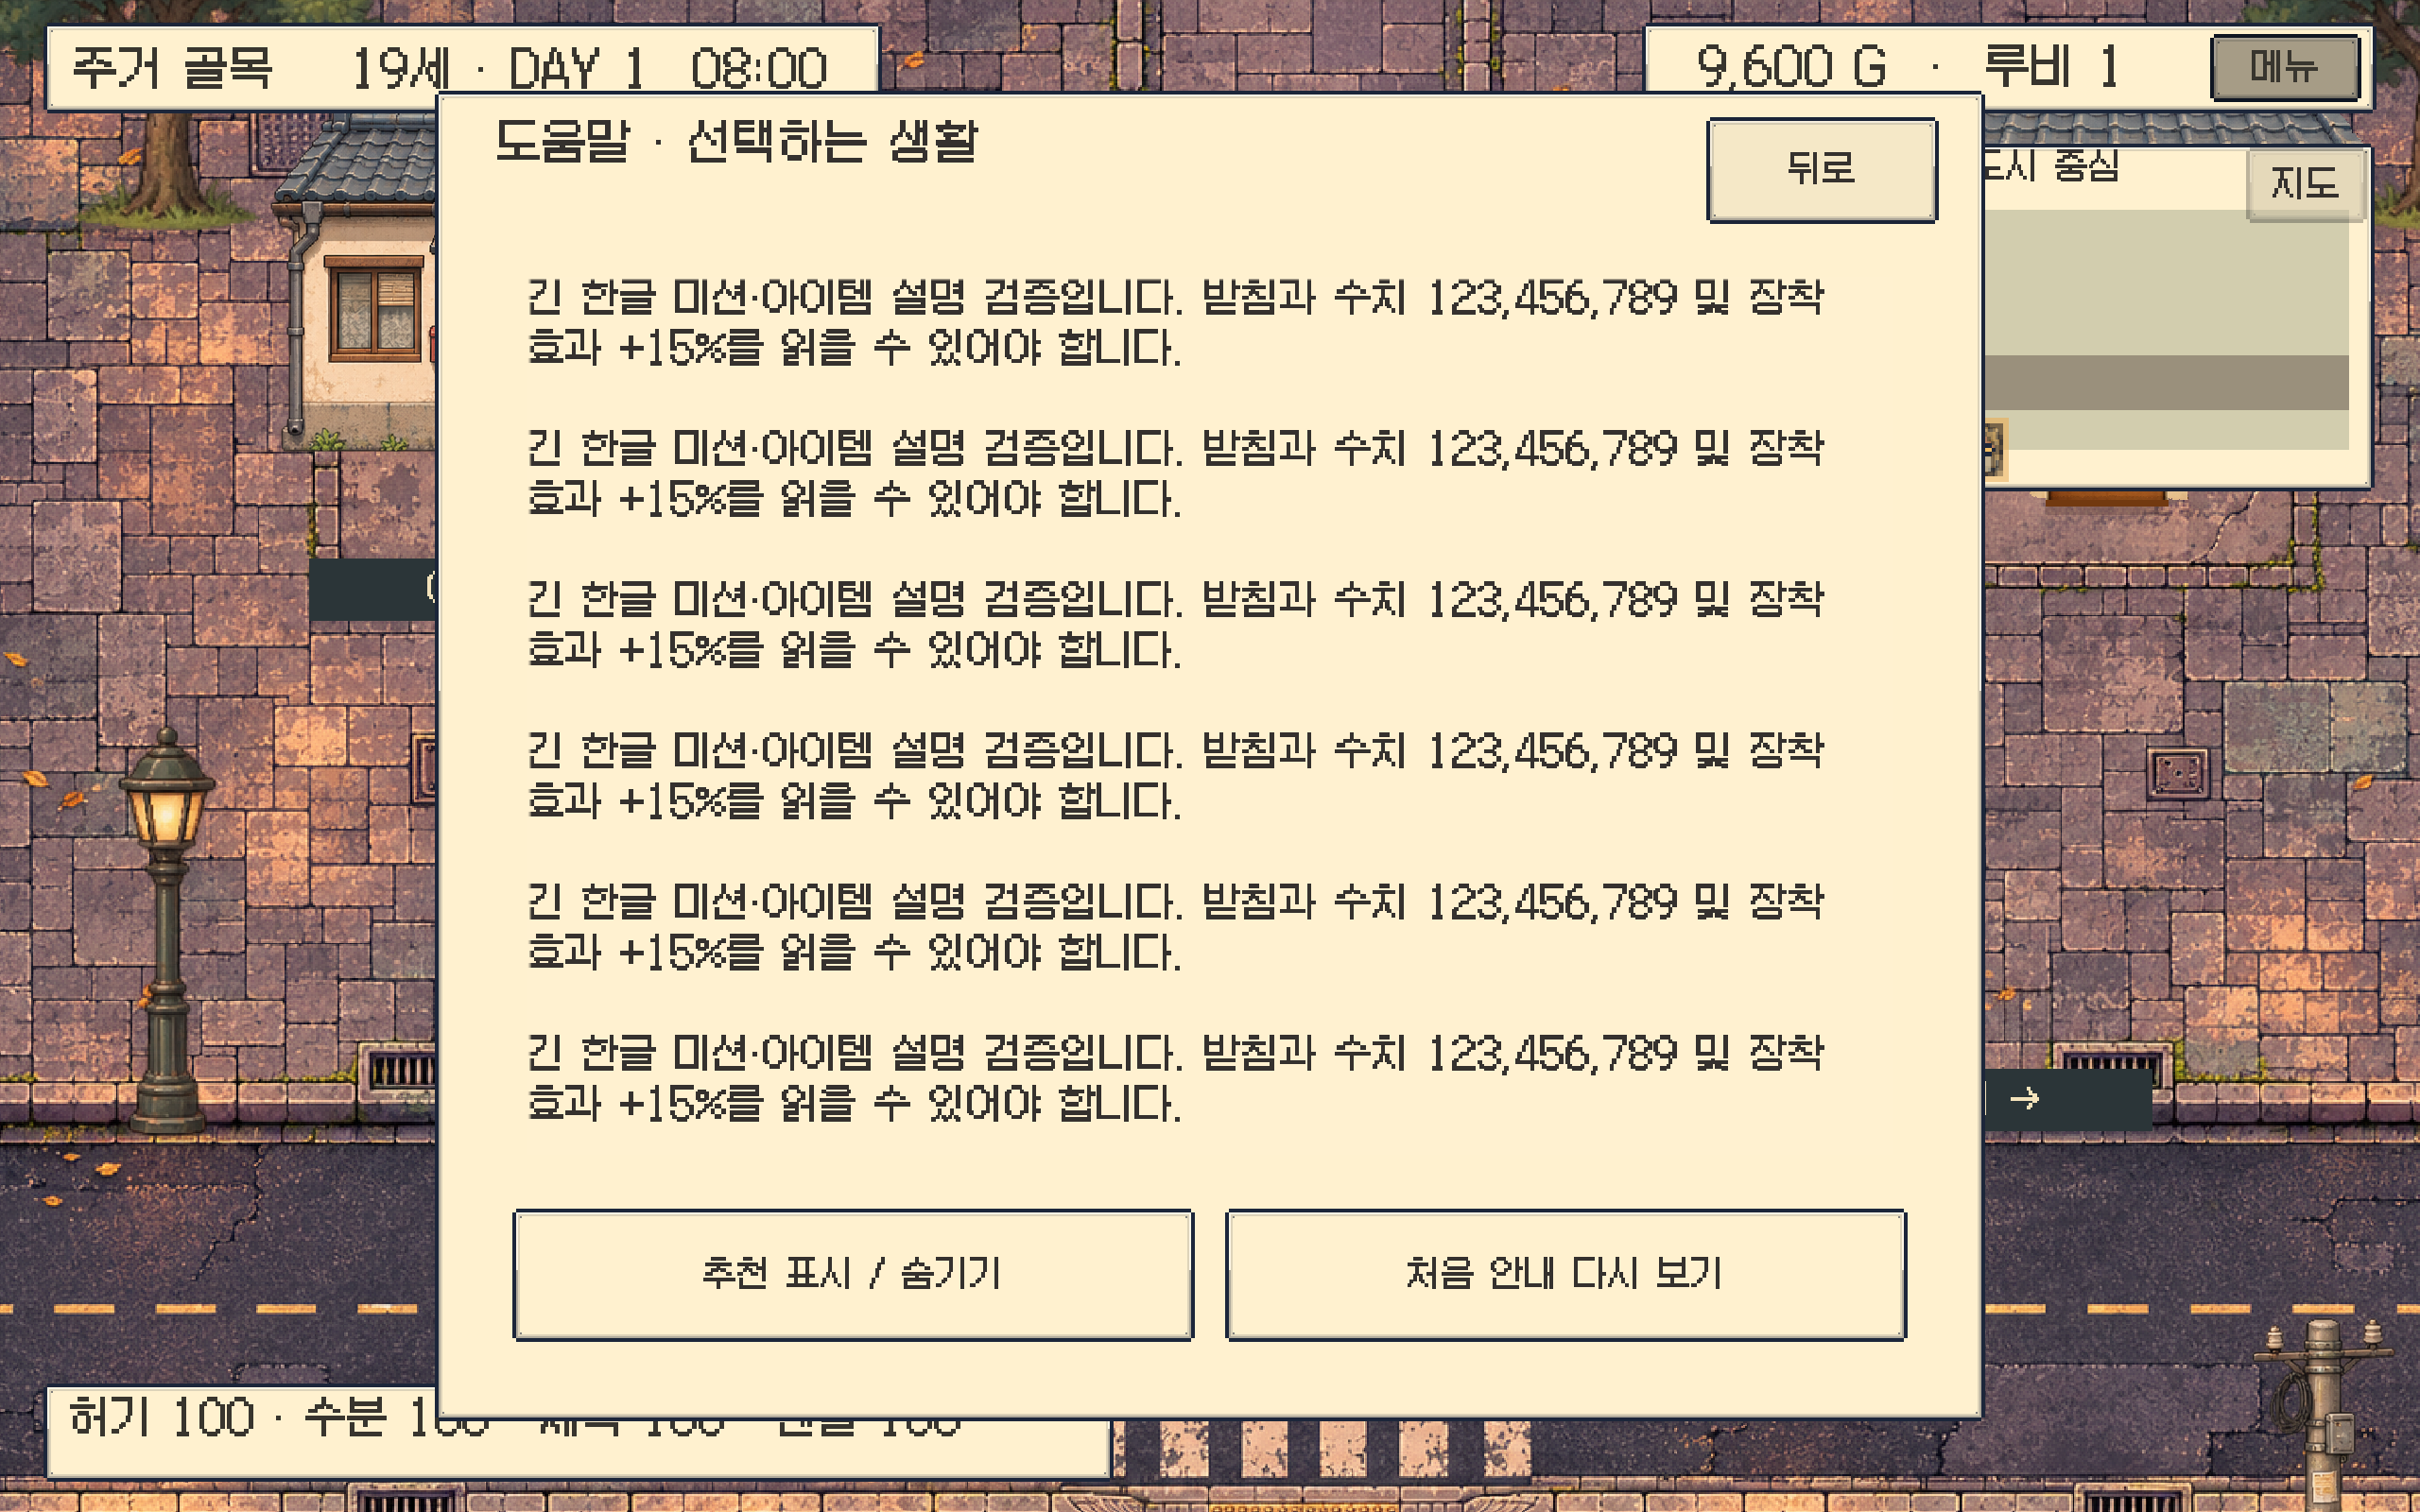 주거 골목 19세 · DAY 1 08:00
9,600 G · 루비 1 메뉴
도움말 · 선택하는 생활
뒤로
도시 중심 지도
긴 한글 미션·아이템 설명 검증입니다. 받침과 수치 123,456,789 및 장착
효과 +15%를 읽을 수 있어야 합니다.
긴 한글 미션·아이템 설명 검증입니다. 받침과 수치 123,456,789 및 장착
효과 +15%를 읽을 수 있어야 합니다.
긴 한글 미션·아이템 설명 검증입니다. 받침과 수치 123,456,789 및 장착
효과 +15%를 읽을 수 있어야 합니다.
긴 한글 미션·아이템 설명 검증입니다. 받침과 수치 123,456,789 및 장착
효과 +15%를 읽을 수 있어야 합니다.
긴 한글 미션·아이템 설명 검증입니다. 받침과 수치 123,456,789 및 장착
효과 +15%를 읽을 수 있어야 합니다.
긴 한글 미션·아이템 설명 검증입니다. 받침과 수치 123,456,789 및 장착
효과 +15%를 읽을 수 있어야 합니다.
→
추천 표시 / 숨기기
처음 안내 다시 보기
허기 100 · 수분 100